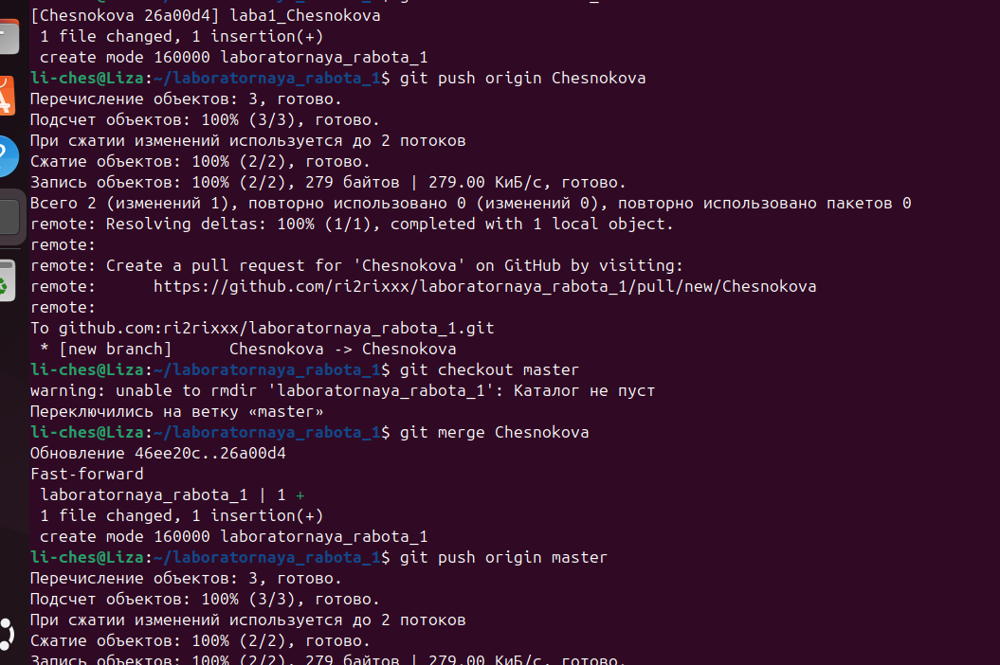 [Chesnokova 26a00d4] laba1_Chesnokova
1 file changed, 1 insertion(+)
create mode 160000 laboratornaya_rabota_1
li-ches@Liza:~/laboratornaya_rabota_1$ git push origin Chesnokova
Перечисление объектов: 3, готово.
Подсчет объектов: 100% (3/3), готово.
При сжатии изменений используется до 2 потоков
Сжатие объектов: 100% (2/2), готово.
Запись объектов: 100% (2/2), 279 байтов | 279.00 КиБ/с, готово.
Всего 2 (изменений 1), повторно использовано 0 (изменений 0), повторно использовано пакетов 0
remote: Resolving deltas: 100% (1/1), completed with 1 local object.
remote:
remote: Create a pull request for 'Chesnokova' on GitHub by visiting:
remote:      https://github.com/ri2rixxx/laboratornaya_rabota_1/pull/new/Chesnokova
remote:
To github.com:ri2rixxx/laboratornaya_rabota_1.git
* [new branch]      Chesnokova -> Chesnokova
li-ches@Liza:~/laboratornaya_rabota_1$ git checkout master
warning: unable to rmdir 'laboratornaya_rabota_1': Каталог не пуст
Переключились на ветку «master»
li-ches@Liza:~/laboratornaya_rabota_1$ git merge Chesnokova
Обновление 46ee20c..26a00d4
Fast-forward
laboratornaya_rabota_1 | 1 +
1 file changed, 1 insertion(+)
create mode 160000 laboratornaya_rabota_1
li-ches@Liza:~/laboratornaya_rabota_1$ git push origin master
Перечисление объектов: 3, готово.
Подсчет объектов: 100% (3/3), готово.
При сжатии изменений используется до 2 потоков
Сжатие объектов: 100% (2/2), готово.
Запись объектов: 100% (2/2), 279 байтов | 279.00 КиБ/с, готово.